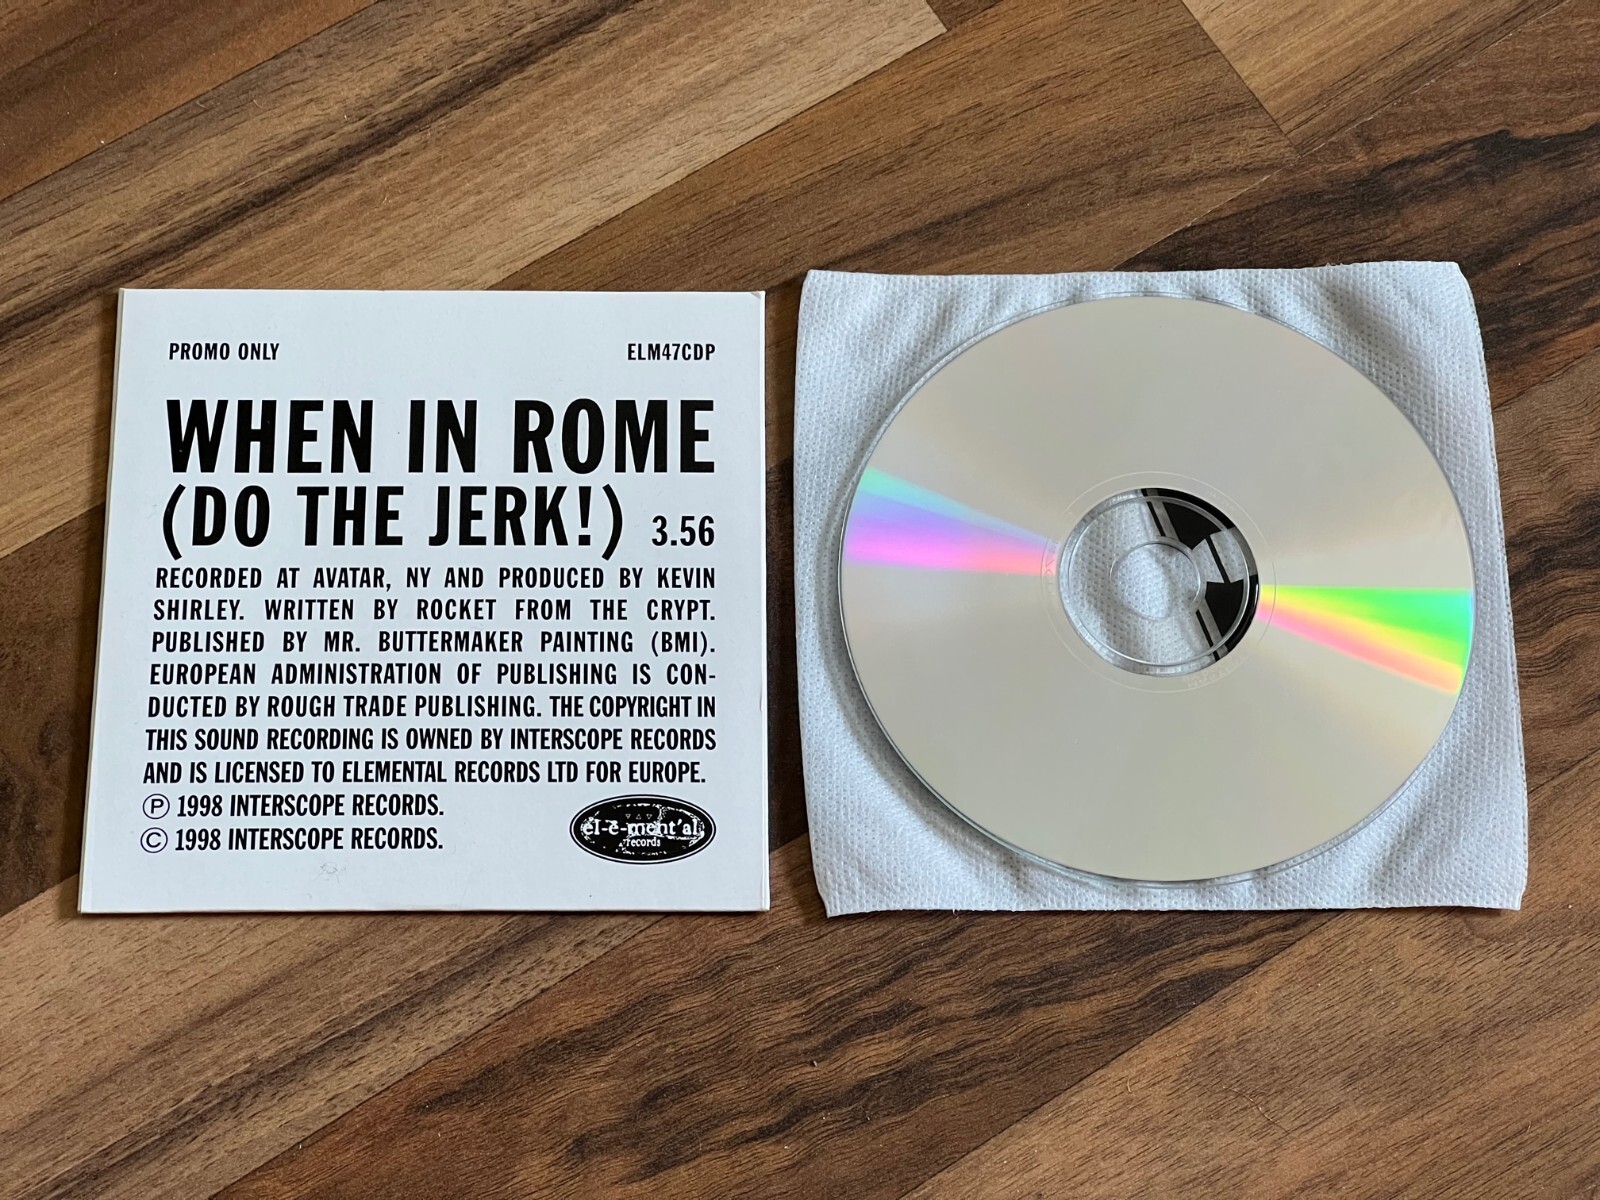 PROMO ONLY ELM47CDP
WHEN IN ROME
(DO THE JERK!) 3.56
RECORDED AT AVATAR, NY AND PRODUCED BY KEVIN
SHIRLEY. WRITTEN BY ROCKET FROM THE CRYPT.
PUBLISHED BY MR. BUTTERMAKER PAINTING (BMI).
EUROPEAN ADMINISTRATION OF PUBLISHING IS CON-
DUCTED BY ROUGH TRADE PUBLISHING. THE COPYRIGHT IN
THIS SOUND RECORDING IS OWNED BY INTERSCOPE RECORDS
AND IS LICENSED TO ELEMENTAL RECORDS LTD FOR EUROPE.
Ⓟ 1998 INTERSCOPE RECORDS.
© 1998 INTERSCOPE RECORDS.
el-e-ment'al
records